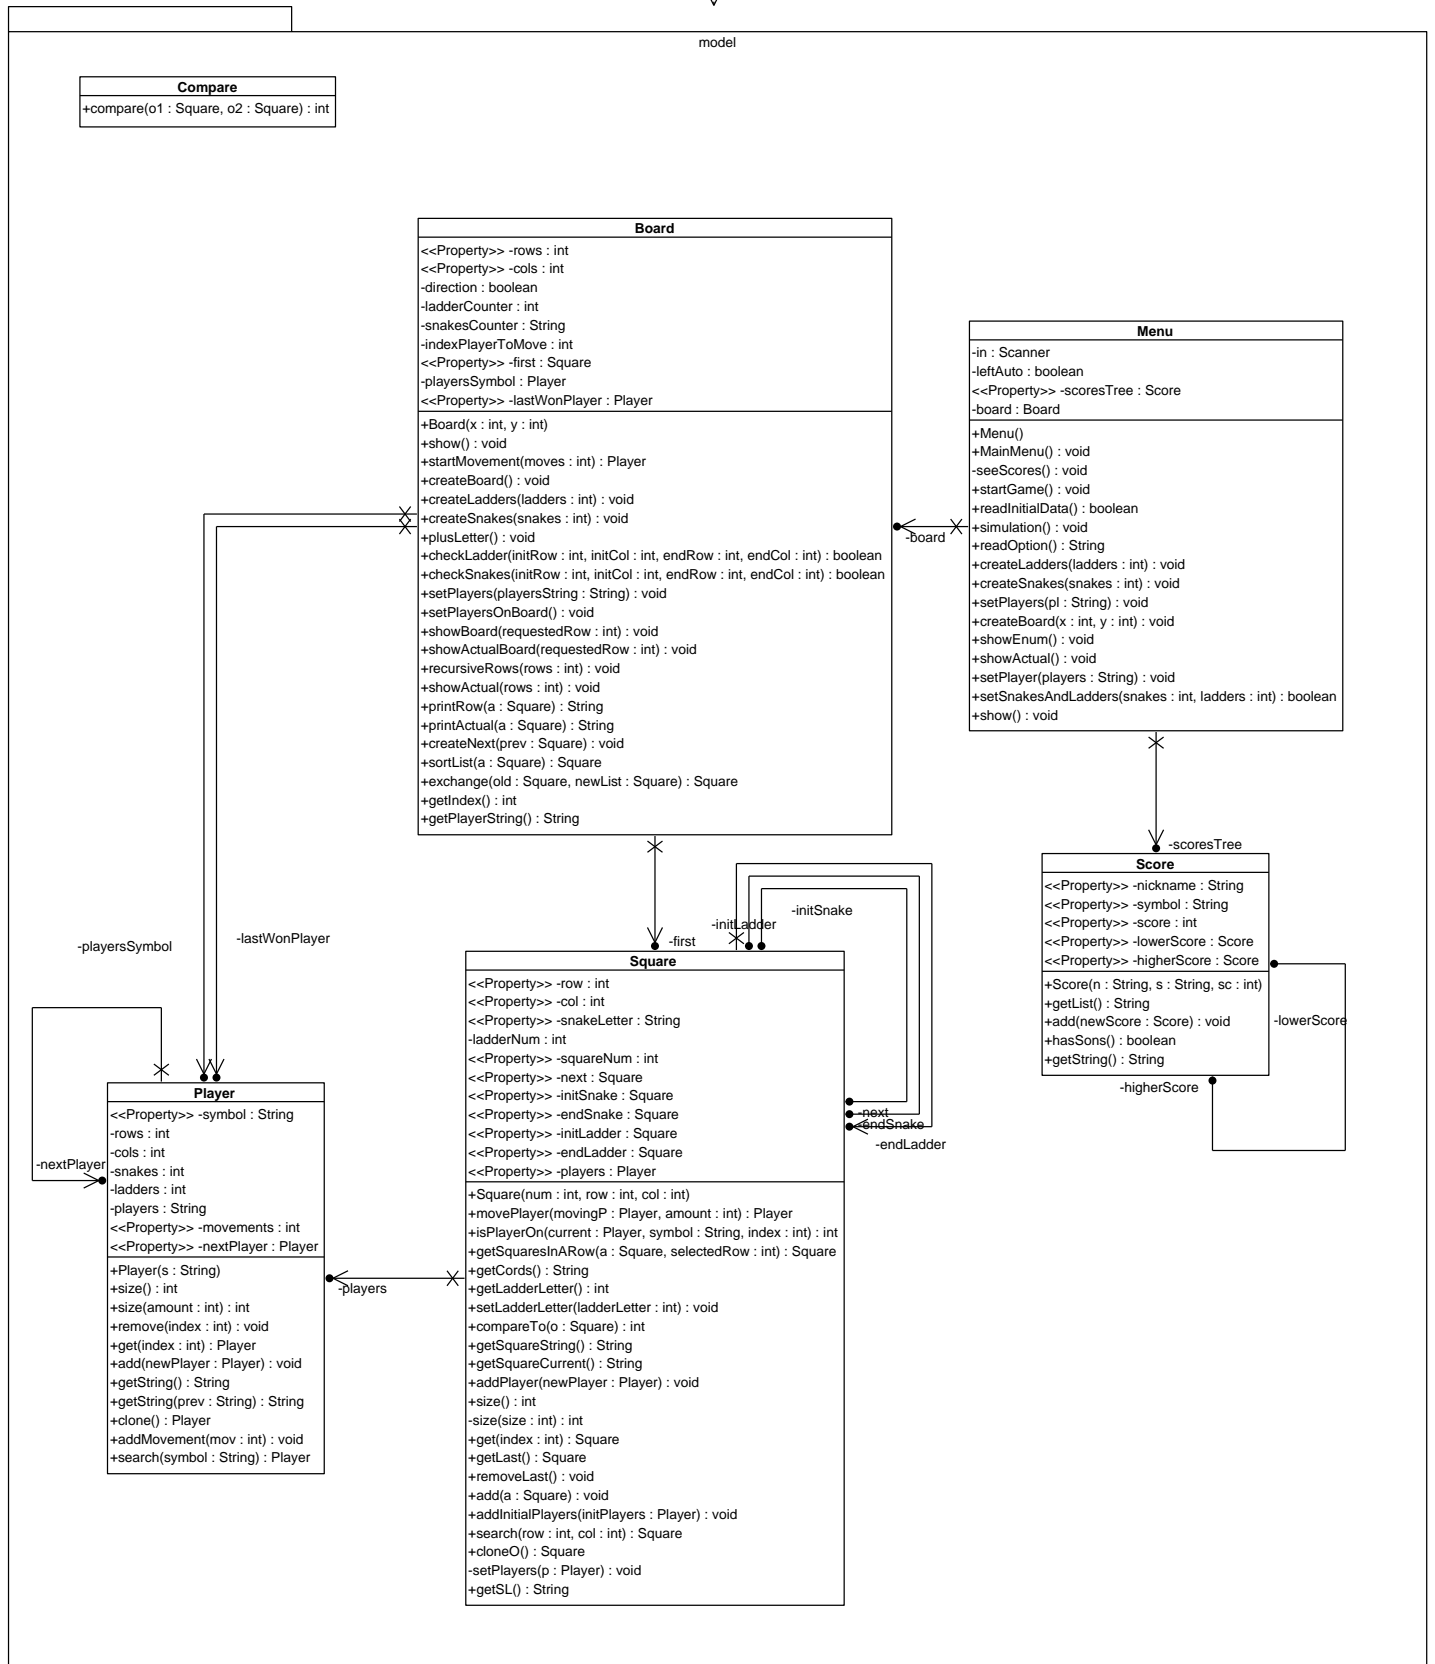 model
Compare
+compare(o1 : Square, o2 : Square) : int
Board
<<Property>> -rows : int
<<Property>> -cols : int
-direction : boolean
-ladderCounter : int
-snakesCounter : String
-indexPlayerToMove : int
<<Property>> -first : Square
-playersSymbol : Player
<<Property>> -lastWonPlayer : Player
+Board(x : int, y : int)
+show() : void
+startMovement(moves : int) : Player
+createBoard() : void
+createLadders(ladders : int) : void
+createSnakes(snakes : int) : void
+plusLetter() : void
+checkLadder(initRow : int, initCol : int, endRow : int, endCol : int) : boolean
+checkSnakes(initRow : int, initCol : int, endRow : int, endCol : int) : boolean
+setPlayers(playersString : String) : void
+setPlayersOnBoard() : void
+showBoard(requestedRow : int) : void
+showActualBoard(requestedRow : int) : void
+recursiveRows(rows : int) : void
+showActual(rows : int) : void
+printRow(a : Square) : String
+printActual(a : Square) : String
+createNext(prev : Square) : void
+sortList(a : Square) : Square
+exchange(old : Square, newList : Square) : Square
+getIndex() : int
+getPlayerString() : String
-board
Menu
-in : Scanner
-leftAuto : boolean
<<Property>> -scoresTree : Score
-board : Board
+Menu()
+MainMenu() : void
-seeScores() : void
+startGame() : void
+readInitialData() : boolean
+simulation() : void
+readOption() : String
+createLadders(ladders : int) : void
+createSnakes(snakes : int) : void
+setPlayers(pl : String) : void
+createBoard(x : int, y : int) : void
+showEnum() : void
+showActual() : void
+setPlayer(players : String) : void
+setSnakesAndLadders(snakes : int, ladders : int) : boolean
+show() : void
-scoresTree
Score
<<Property>> -nickname : String
<<Property>> -symbol : String
<<Property>> -score : int
<<Property>> -lowerScore : Score
<<Property>> -higherScore : Score
+Score(n : String, s : String, sc : int)
+getList() : String
+add(newScore : Score) : void
+hasSons() : boolean
+getString() : String
-lowerScore
-higherScore
-playersSymbol
-lastWonPlayer
-first
-initLadder
-initSnake
Square
<<Property>> -row : int
<<Property>> -col : int
<<Property>> -snakeLetter : String
-ladderNum : int
<<Property>> -squareNum : int
<<Property>> -next : Square
<<Property>> -initSnake : Square
<<Property>> -endSnake : Square
<<Property>> -initLadder : Square
<<Property>> -endLadder : Square
<<Property>> -players : Player
+Square(num : int, row : int, col : int)
+movePlayer(movingP : Player, amount : int) : Player
+isPlayerOn(current : Player, symbol : String, index : int) : int
+getSquaresInARow(a : Square, selectedRow : int) : Square
+getCords() : String
+getLadderLetter() : int
+setLadderLetter(ladderLetter : int) : void
+compareTo(o : Square) : int
+getSquareString() : String
+getSquareCurrent() : String
+addPlayer(newPlayer : Player) : void
+size() : int
-size(size : int) : int
+get(index : int) : Square
+getLast() : Square
+removeLast() : void
+add(a : Square) : void
+addInitialPlayers(initPlayers : Player) : void
+search(row : int, col : int) : Square
+cloneO() : Square
-setPlayers(p : Player) : void
+getSL() : String
-next
-endSnake
-endLadder
Player
<<Property>> -symbol : String
-rows : int
-cols : int
-snakes : int
-ladders : int
-players : String
<<Property>> -movements : int
<<Property>> -nextPlayer : Player
+Player(s : String)
+size() : int
+size(amount : int) : int
+remove(index : int) : void
+get(index : int) : Player
+add(newPlayer : Player) : void
+getString() : String
+getString(prev : String) : String
+clone() : Player
+addMovement(mov : int) : void
+search(symbol : String) : Player
-nextPlayer
-players